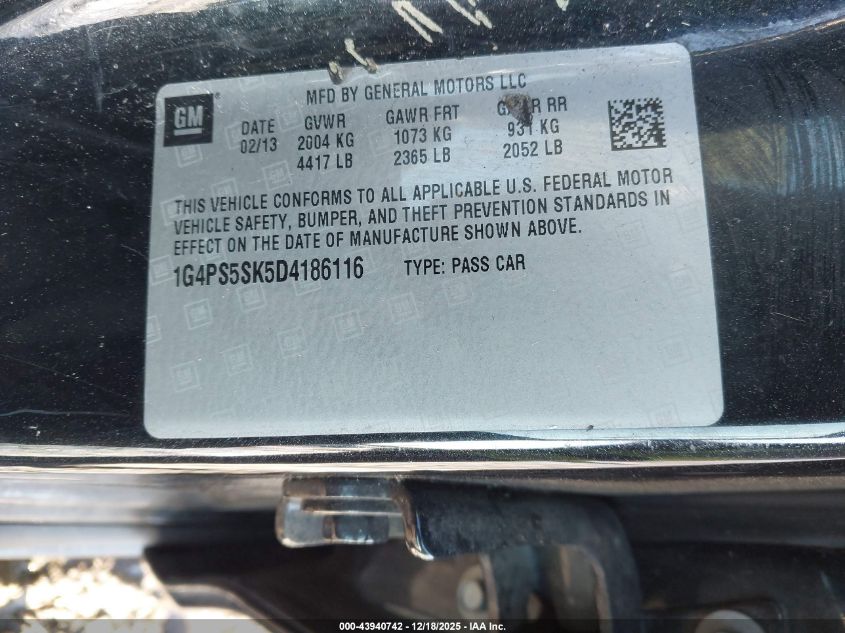 MFD BY GENERAL MOTORS LLC
GM
DATE GVWR GAWR FRT RR
02/13 2004 KG 1073 KG 931 KG
4417 LB 2365 LB 2052 LB
THIS VEHICLE CONFORMS TO ALL APPLICABLE U.S. FEDERAL MOTOR
VEHICLE SAFETY, BUMPER, AND THEFT PREVENTION STANDARDS IN
EFFECT ON THE DATE OF MANUFACTURE SHOWN ABOVE.
1G4PS5SK5D4186116 TYPE: PASS CAR
000-43940742 - 12/18/2025 - IAA Inc.